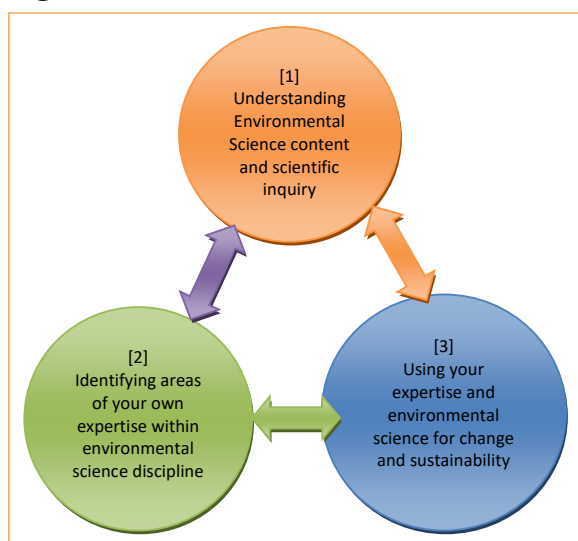 [1]
Understanding
Environmental
Science content
and scientific
inquiry
[2]
Identifying areas
of your own
expertise within
environmental
science discipline
[3]
Using your
expertise and
environmental
science for change
and sustainability